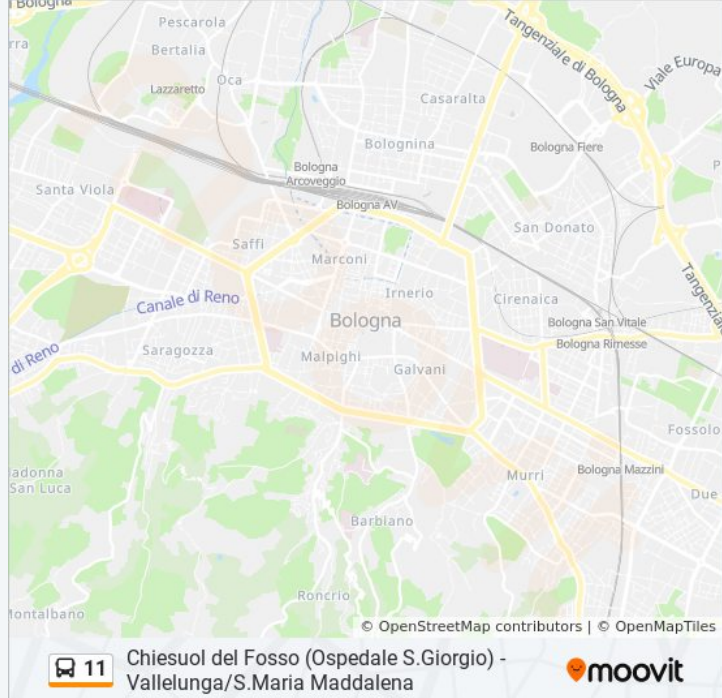 l Bologna
Pescarola
Bertalia
Tangenziale di Bologna
Viale Europa
Oca
Lazzaretto
Casaralta
Bolognina
Bologna Fiere
Bologna
Arcoveggio
Santa Viola
Bologna AV
San Donato
Saffi
Marconi
Irnerio
Cirenaica
Tangenzial
Canale di Reno
Bologna
Bologna San Vitale
Bologna Rimesse
di Reno
Saragozza
Malpighi
Galvani
Fossolo
adonna
San Luca
Murri
Bologna Mazzini
Due
Barbiano
Roncrio
Montalbano
© OpenStreetMap contributors | © OpenMapTiles
11
Chiesuol del Fosso (Ospedale S.Giorgio) -
Vallelunga/S.Maria Maddalena
moovit